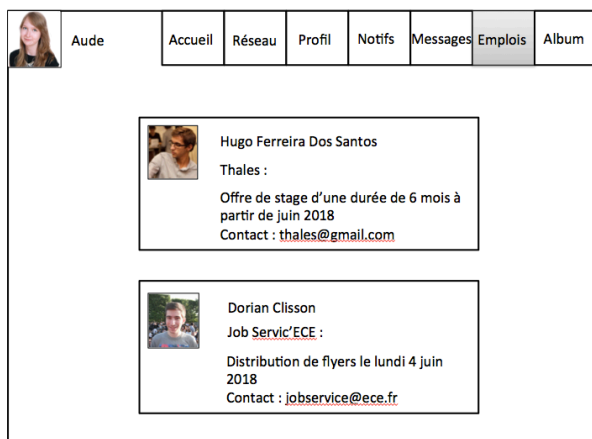 Aude
Accueil
Réseau
Profil
Notifs
Messages
Emplois
Album
Hugo Ferreira Dos Santos
Thales :
Offre de stage d'une durée de 6 mois à
partir de juin 2018
Contact : thales@gmail.com
Dorian Clisson
Job Servic'ECE :
Distribution de flyers le lundi 4 juin
2018
Contact : jobservice@ece.fr